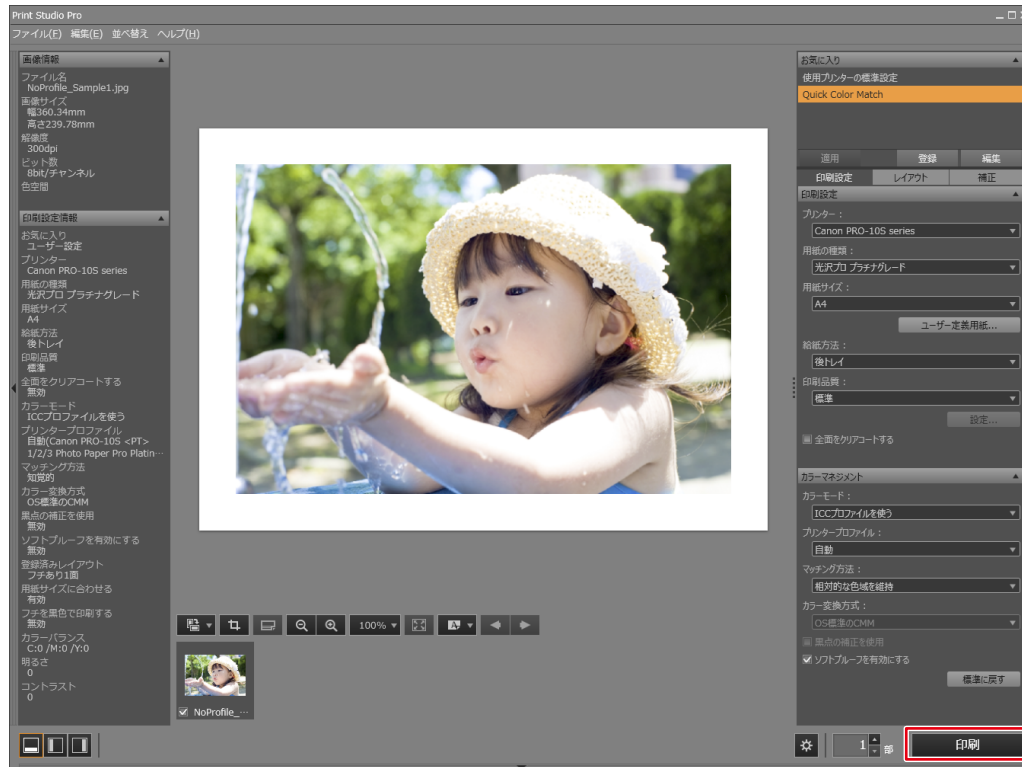 Print Studio Pro
ファイル(F) 編集(E) 並べ替え ヘルプ(H)
画像情報
ファイル名
NoProfile_Sample1.jpg
画像サイズ
幅360.34mm
高さ239.78mm
解像度
300dpi
ビット数
8bit/チャンネル
色空間
印刷設定情報
お気に入り
ユーザー設定
プリンター
Canon PRO-10S series
用紙の種類
光沢プロ プラチナグレード
用紙サイズ
A4
給紙方法
後トレイ
印刷品質
標準
全面をクリアコートする
無効
カラーモード
ICCプロファイルを使う
プリンタープロファイル
自動(Canon PRO-10S <PT>
1/2/3 Photo Paper Pro Platin…
マッチング方法
知覚的
カラー変換方式
OS標準のCMM
黒点の補正を使用
無効
ソフトプルーフを有効にする
無効
登録済みレイアウト
フチあり1面
用紙サイズに合わせる
有効
フチを黒色で印刷する
無効
カラーバランス
C:0 /M:0 /Y:0
明るさ
0
コントラスト
0
100%
NoProfile_…
お気に入り
使用プリンターの標準設定
Quick Color Match
適用 登録 編集
印刷設定 レイアウト 補正
印刷設定
プリンター：
Canon PRO-10S series
用紙の種類：
光沢プロ プラチナグレード
用紙サイズ：
A4
ユーザー定義用紙...
給紙方法：
後トレイ
印刷品質：
標準
設定...
全面をクリアコートする
カラーマネジメント
カラーモード：
ICCプロファイルを使う
プリンタープロファイル：
自動
マッチング方法：
相対的な色域を維持
カラー変換方式：
OS標準のCMM
黒点の補正を使用
ソフトプルーフを有効にする
標準に戻す
1 部 印刷